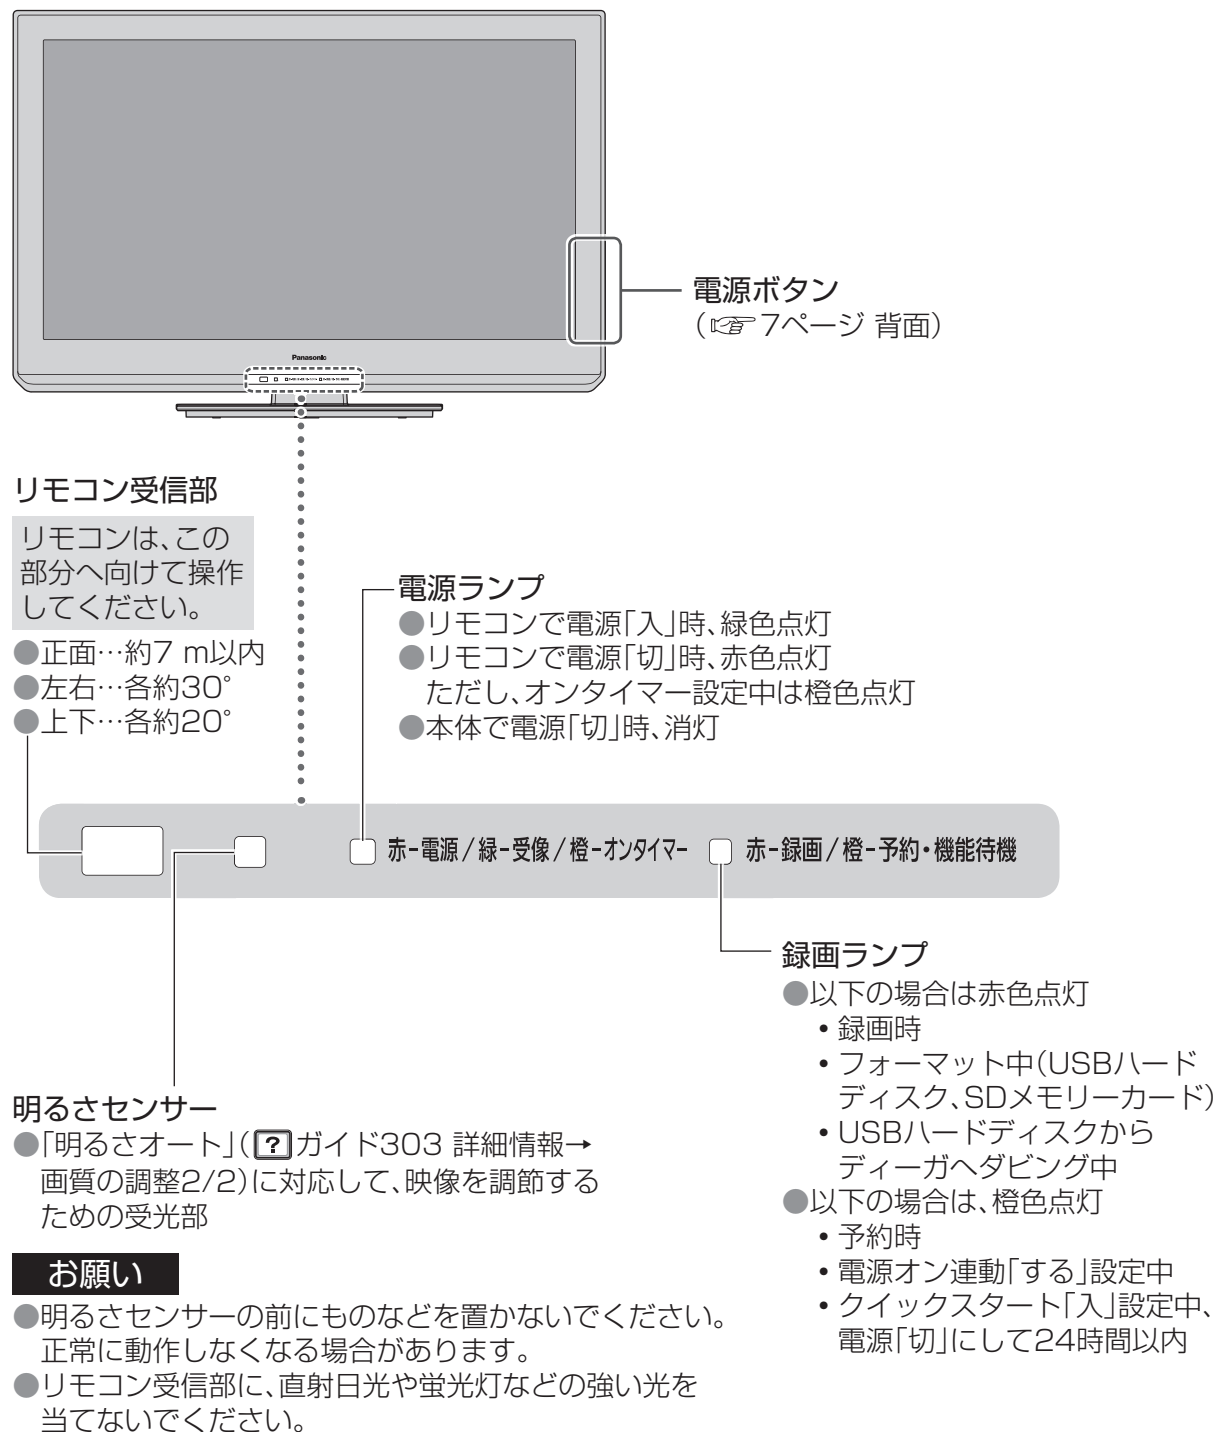 電源ボタン
(☞7ページ 背面)
Panasonic
リモコン受信部
リモコンは、この
部分へ向けて操作
してください。
●正面…約7 m以内
●左右…各約30°
●上下…各約20°
電源ランプ
●リモコンで電源「入」時、緑色点灯
●リモコンで電源「切」時、赤色点灯
ただし、オンタイマー設定中は橙色点灯
●本体で電源「切」時、消灯
赤-電源/緑-受像/橙-オンタイマー
赤-録画/橙-予約・機能待機
録画ランプ
●以下の場合は赤色点灯
・録画時
・フォーマット中(USBハード
ディスク、SDメモリーカード)
・USBハードディスクから
ディーガへダビング中
●以下の場合は、橙色点灯
・予約時
・電源オン連動「する」設定中
・クイックスタート「入」設定中、
電源「切」にして24時間以内
明るさセンサー
●「明るさオート」(?ガイド303 詳細情報→
画質の調整2/2)に対応して、映像を調節する
ための受光部
お願い
●明るさセンサーの前にものなどを置かないでください。
正常に動作しなくなる場合があります。
●リモコン受信部に、直射日光や蛍光灯などの強い光を
当てないでください。